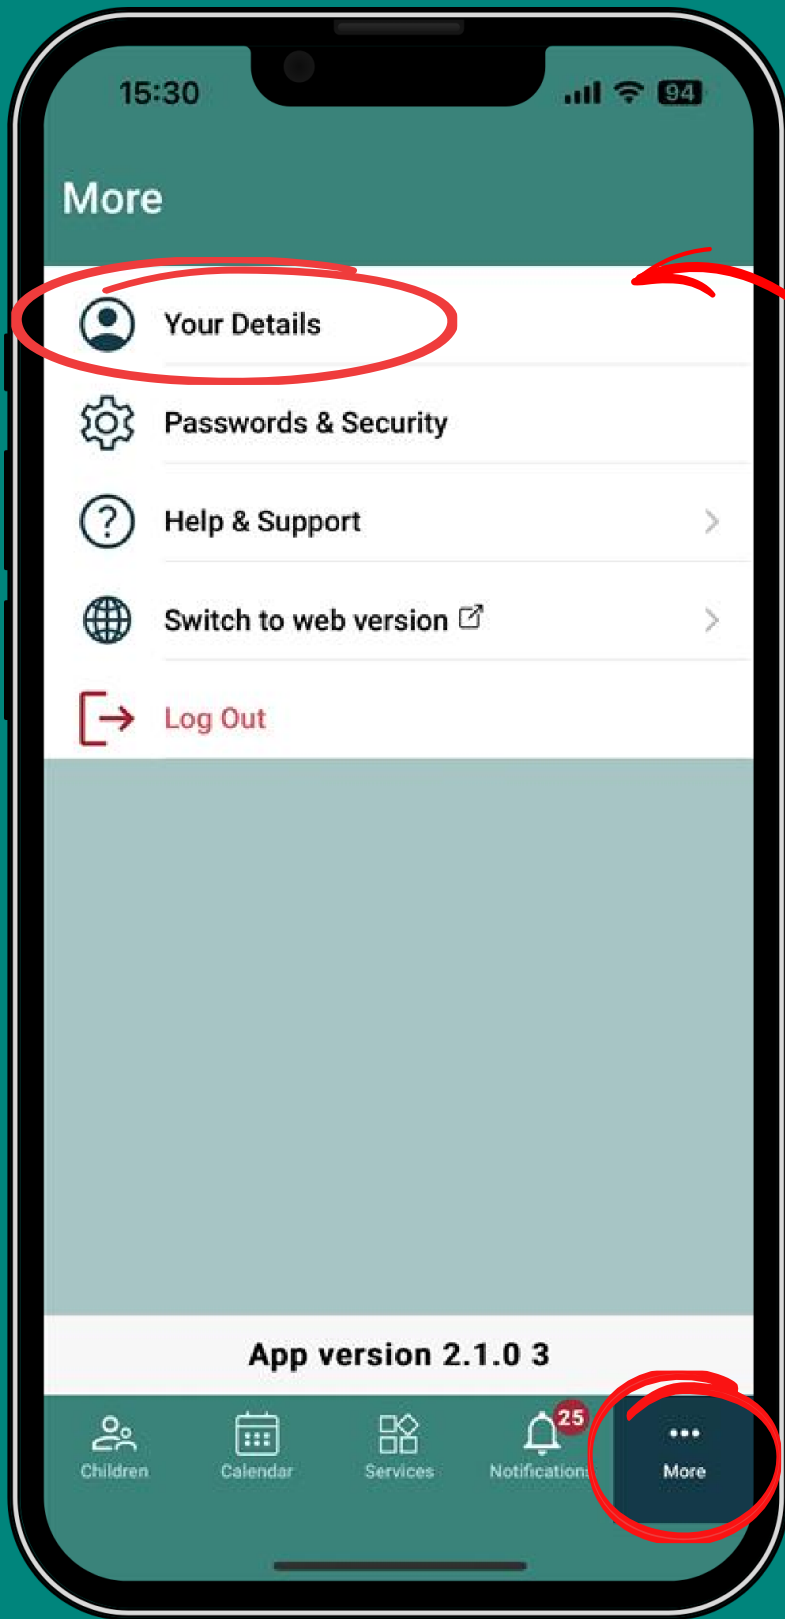 15:30
94
More
Your Details
Passwords & Security
?
Help & Support
Switch to web version
Log Out
App version 2.1.0 3
25
Children
Calendar
Services
Notifications
More